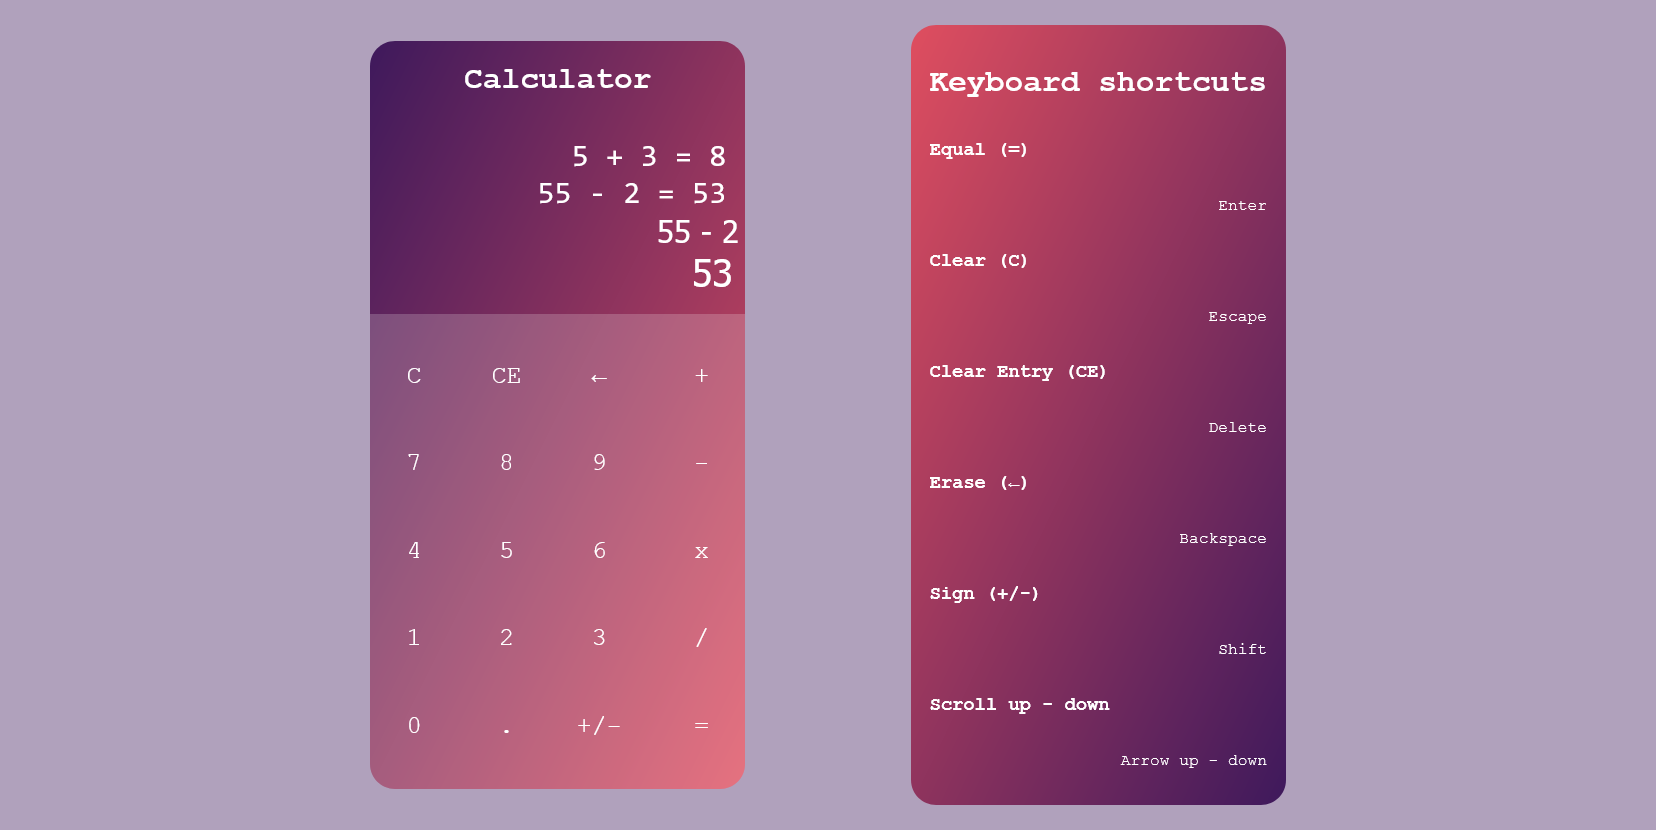 Calculator
5 + 3 = 8
55 - 2 = 53
55 - 2
53
C CE ← +
7 8 9 -
4 5 6 x
1 2 3 /
0 . +/- =
Keyboard shortcuts
Equal (=)
Enter
Clear (C)
Escape
Clear Entry (CE)
Delete
Erase (←)
Backspace
Sign (+/-)
Shift
Scroll up - down
Arrow up - down